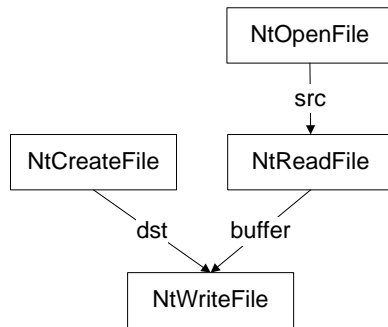 NtOpenFile
src
NtCreateFile
NtReadFile
dst
buffer
NtWriteFile